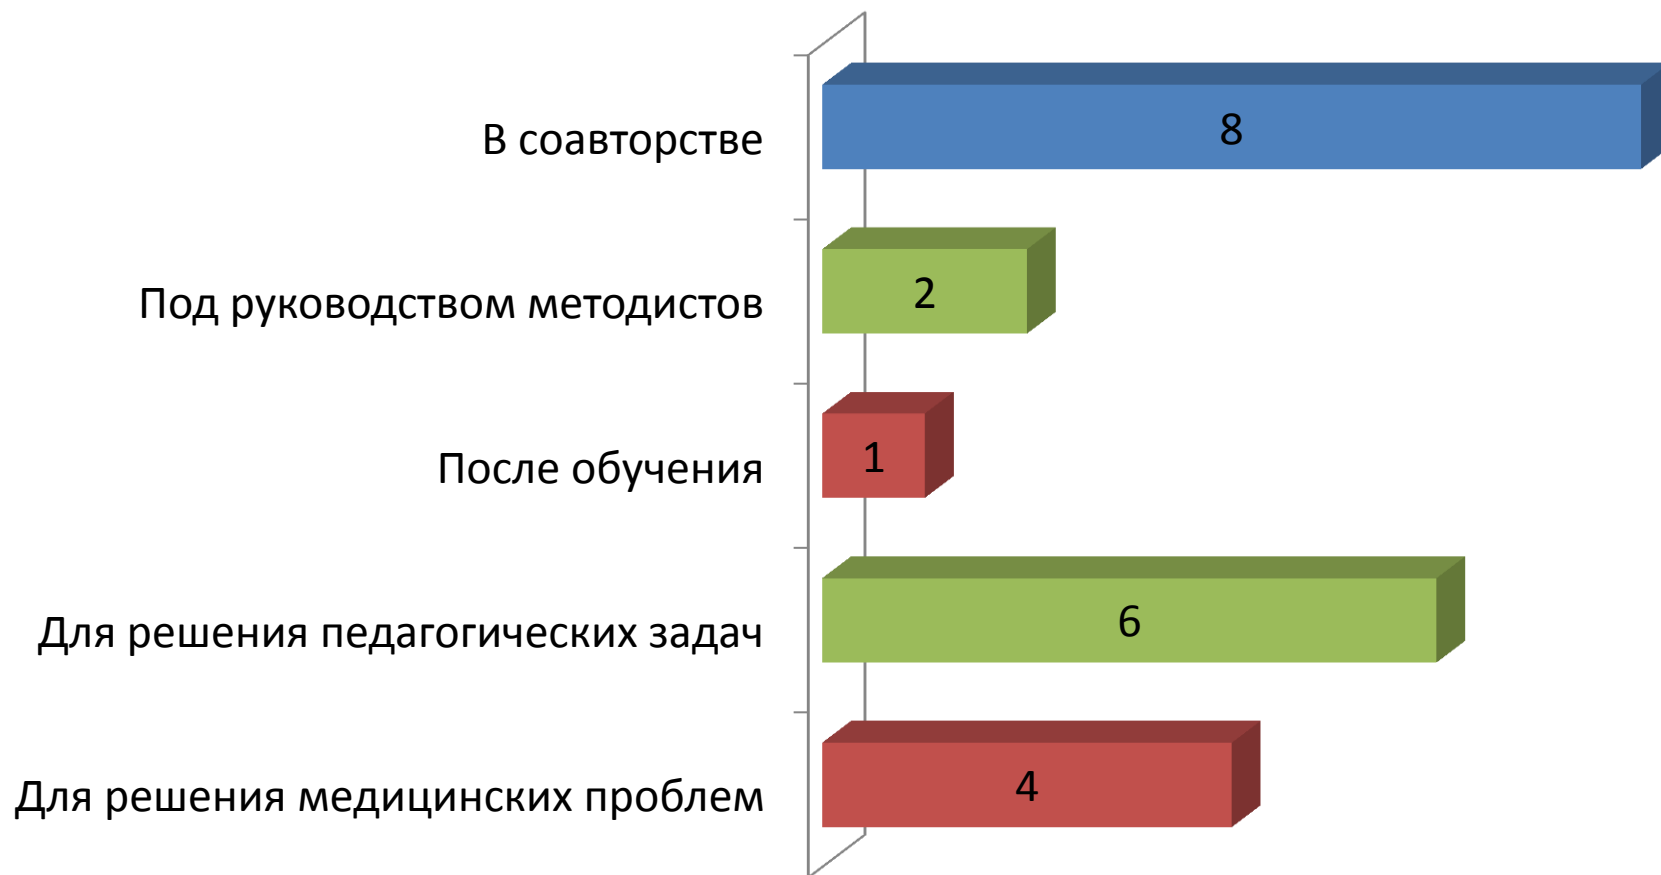 В соавторстве
8
Под руководством методистов
2
После обучения
1
Для решения педагогических задач
6
Для решения медицинских проблем
4